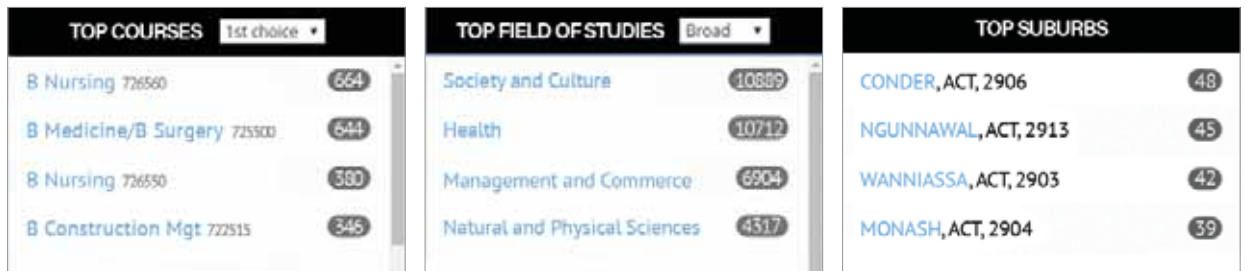 TOP COURSES 1st choice
B Nursing 726560 664
B Medicine/B Surgery 725500 644
B Nursing 726550 380
B Construction Mgt 722515 346
TOP FIELD OF STUDIES Broad
Society and Culture 10889
Health 10712
Management and Commerce 6904
Natural and Physical Sciences 4317
TOP SUBURBS
CONDER, ACT, 2906 48
NGUNNAWAL, ACT, 2913 45
WANNIASSA, ACT, 2903 42
MONASH, ACT, 2904 39